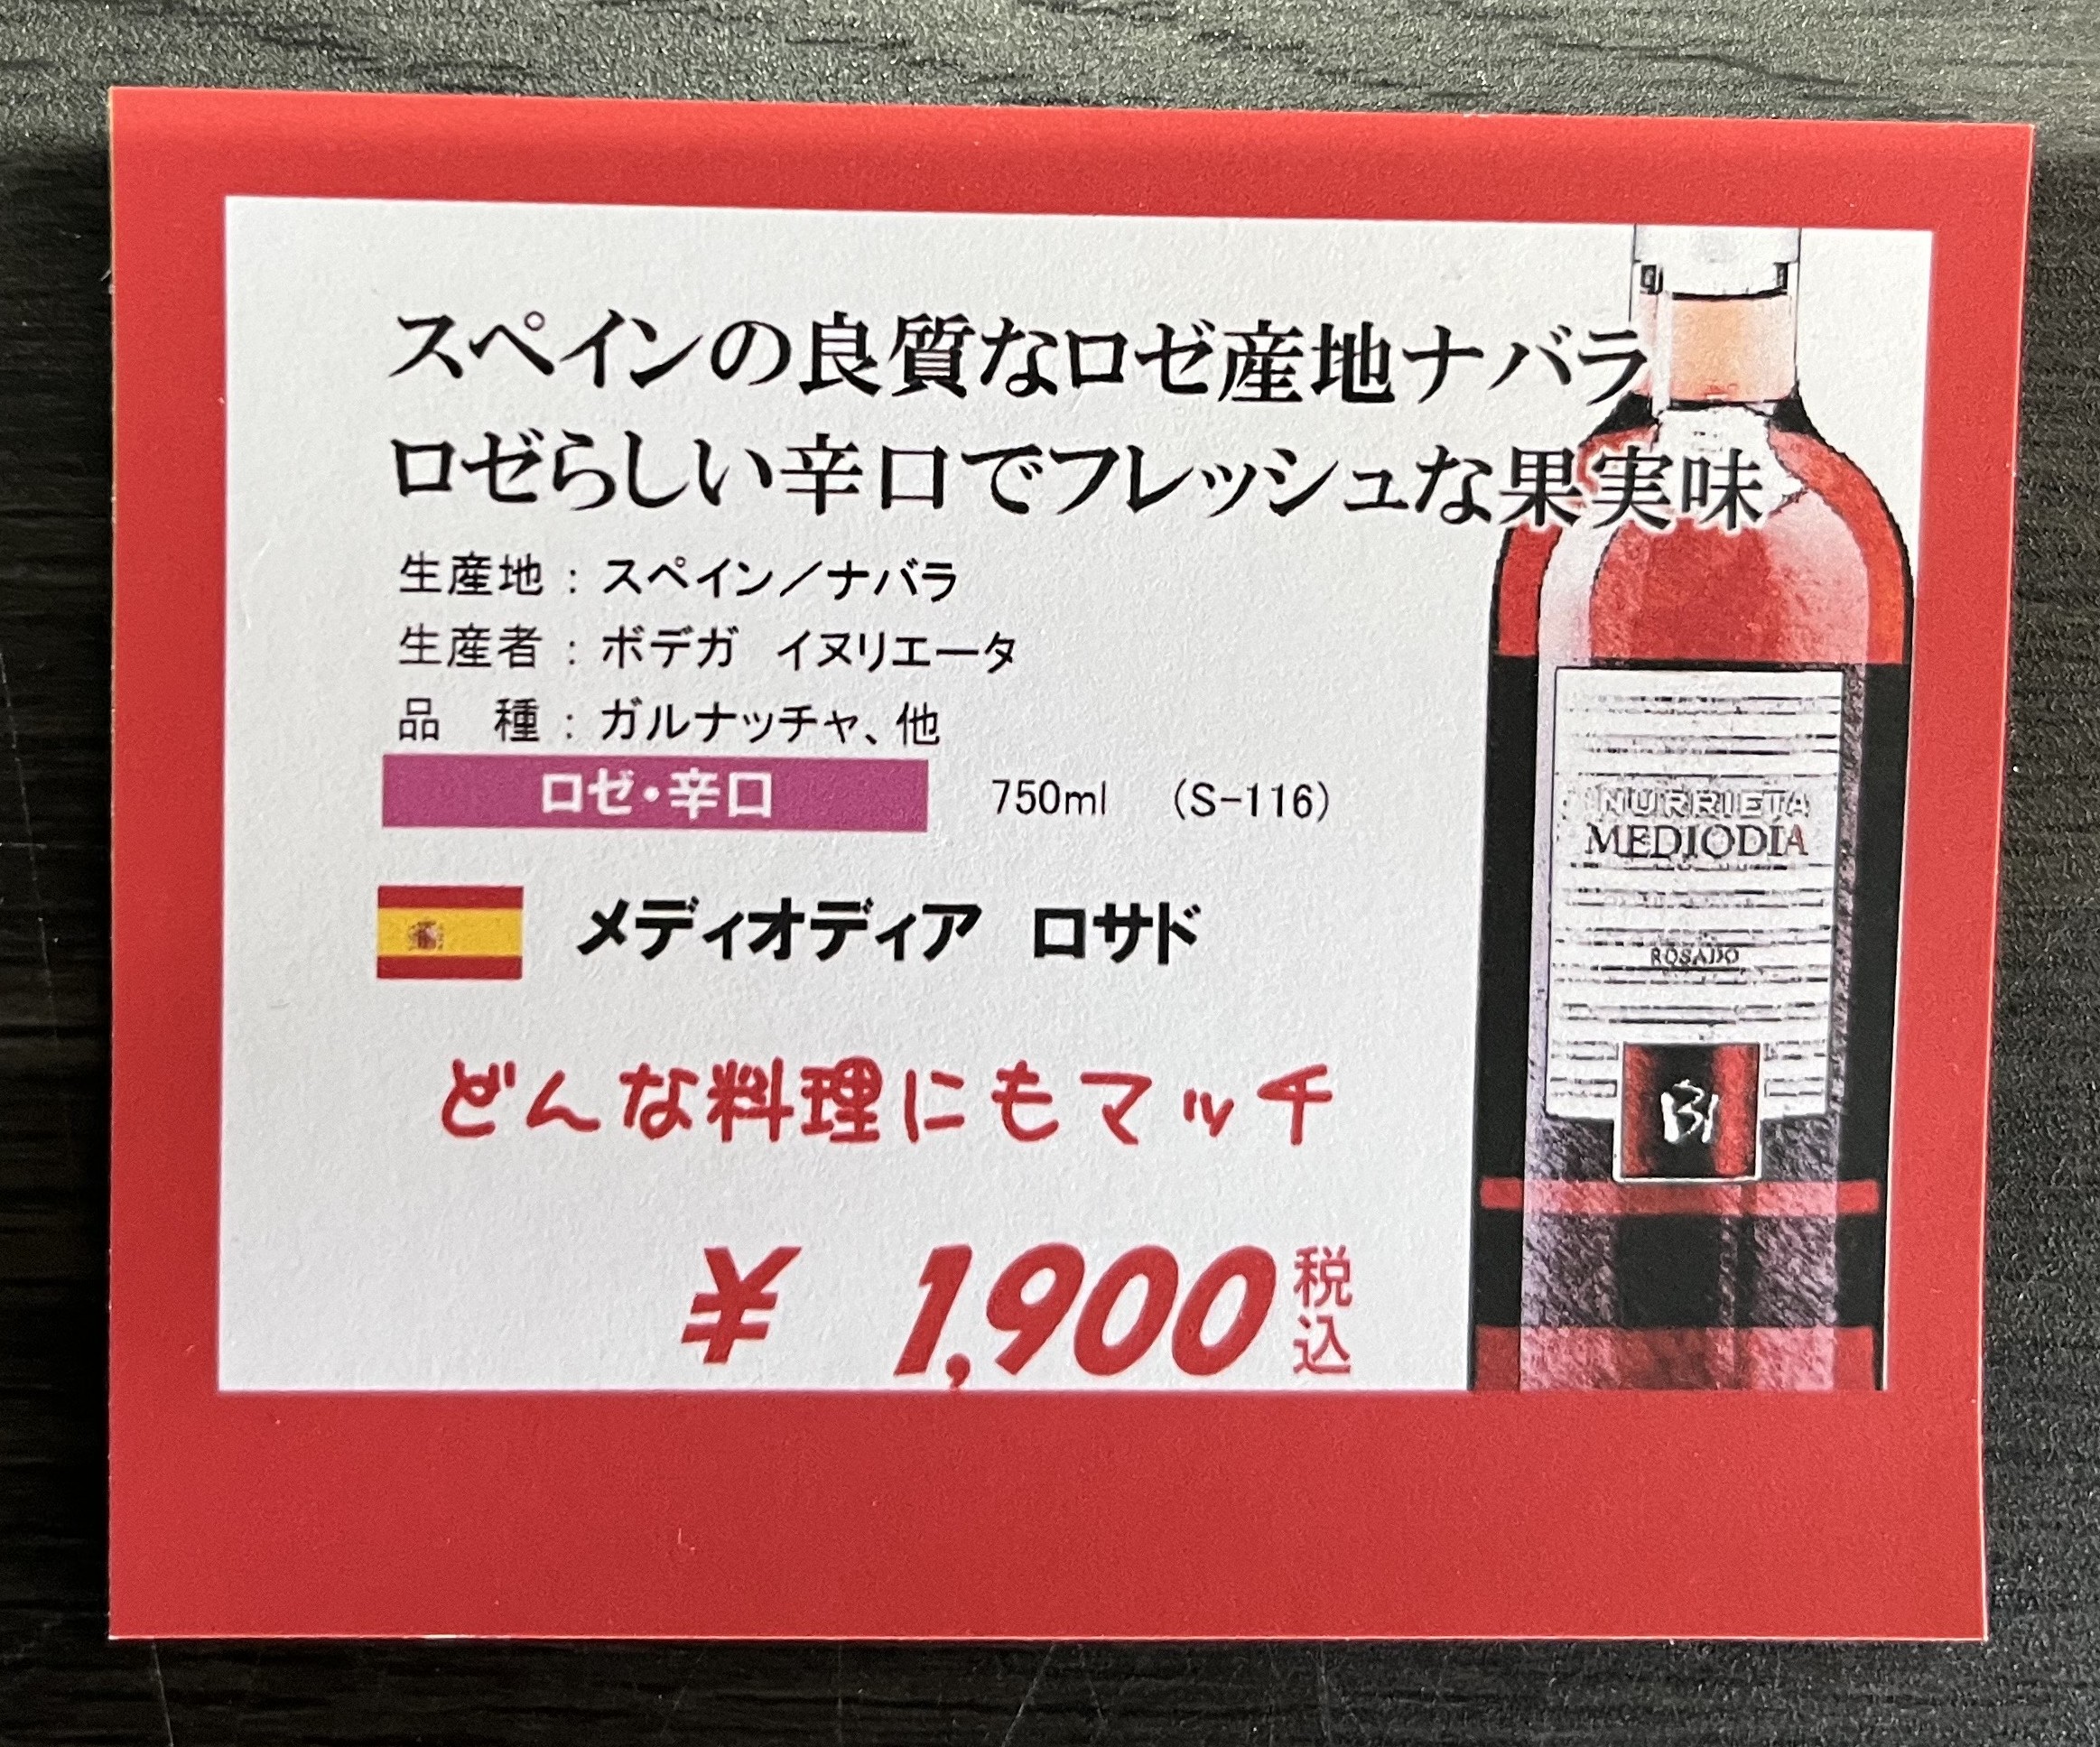 スペインの良質なロゼ産地ナバラ
ロゼらしい辛口でフレッシュな果実味
生産地：スペイン／ナバラ
生産者：ボデガ　イヌリエータ
品　種：ガルナッチャ、他
ロゼ・辛口　750ml　（S-116）
メディオディア　ロサド
どんな料理にもマッチ
¥ 1,900 税込
INURRIETA
MEDIODIA
ROSADO